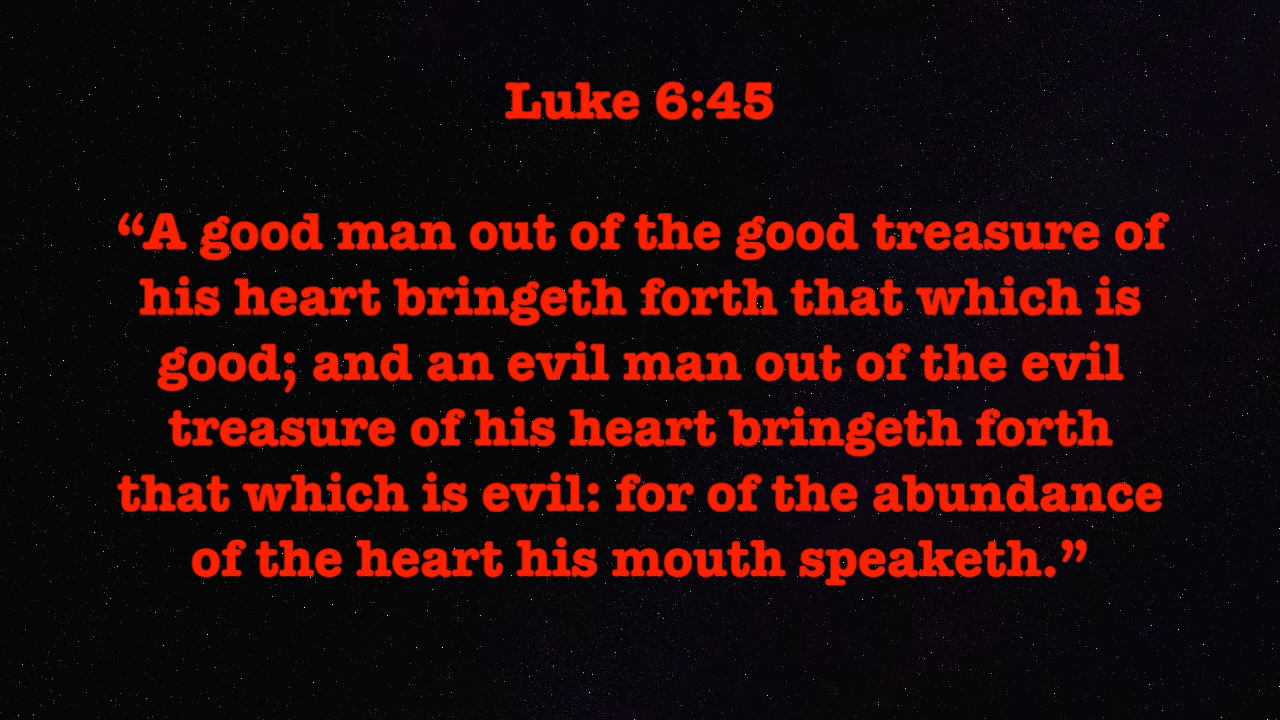 Luke 6:45
“A good man out of the good treasure of
his heart bringeth forth that which is
good; and an evil man out of the evil
treasure of his heart bringeth forth
that which is evil: for of the abundance
of the heart his mouth speaketh.”